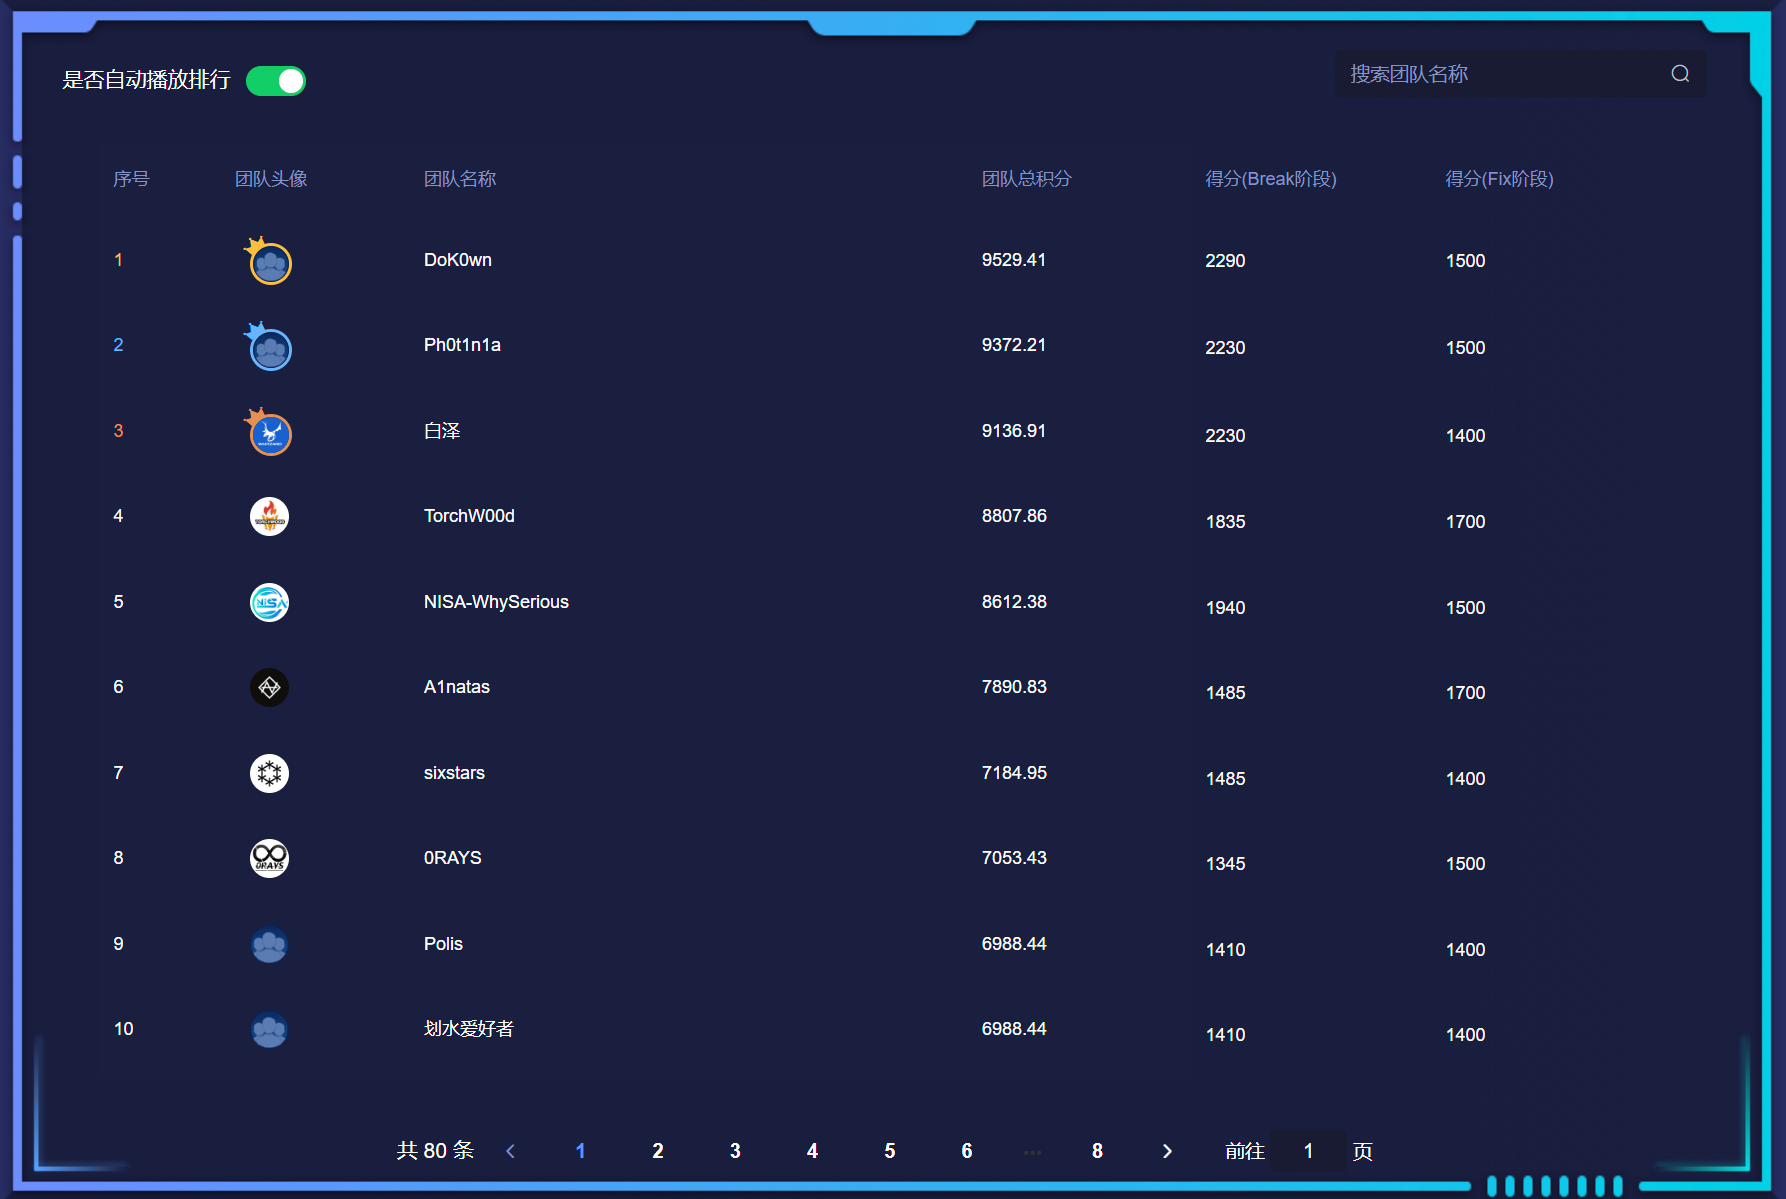 是否自动播放排行
搜索团队名称
序号 团队头像 团队名称 团队总积分 得分(Break阶段) 得分(Fix阶段)
1 DoK0wn 9529.41 2290 1500
2 Ph0t1n1a 9372.21 2230 1500
3 白泽 9136.91 2230 1400
4 TorchW00d 8807.86 1835 1700
5 NISA-WhySerious 8612.38 1940 1500
6 A1natas 7890.83 1485 1700
7 sixstars 7184.95 1485 1400
8 0RAYS 7053.43 1345 1500
9 Polis 6988.44 1410 1400
10 划水爱好者 6988.44 1410 1400
共 80 条 1 2 3 4 5 6 ... 8 前往 1 页